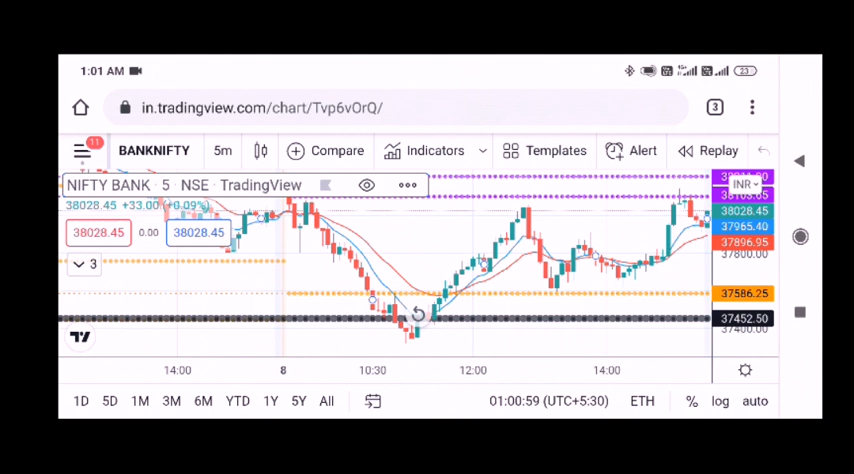 1:01 AM 23
in.tradingview.com/chart/Tvp6vOrQ/ 3
11 BANKNIFTY 5m Compare Indicators Templates Alert Replay
NIFTY BANK · 5 · NSE · TradingView
INR
38028.45 +33.00 (+0.09%)
38028.45
38028.45 0.00 38028.45
37965.40
37896.95
37800.00
3
37586.25
37452.50
37400.00
14:00 8 10:30 12:00 14:00
1D 5D 1M 3M 6M YTD 1Y 5Y All 01:00:59 (UTC+5:30) ETH % log auto